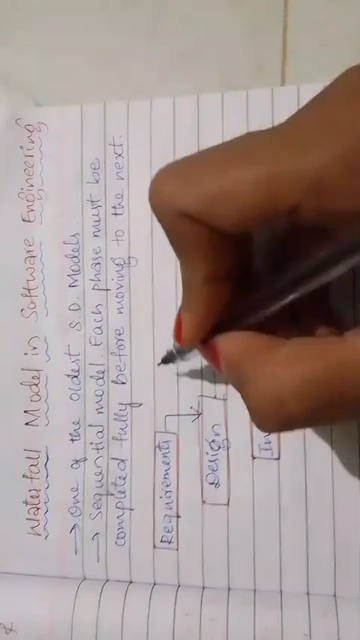 Waterfall Model in Software Engineering
→ One of the oldest S.D. Models
→ Sequential model. Each phase must be
completed fully before moving to the next.
Requirements
Design